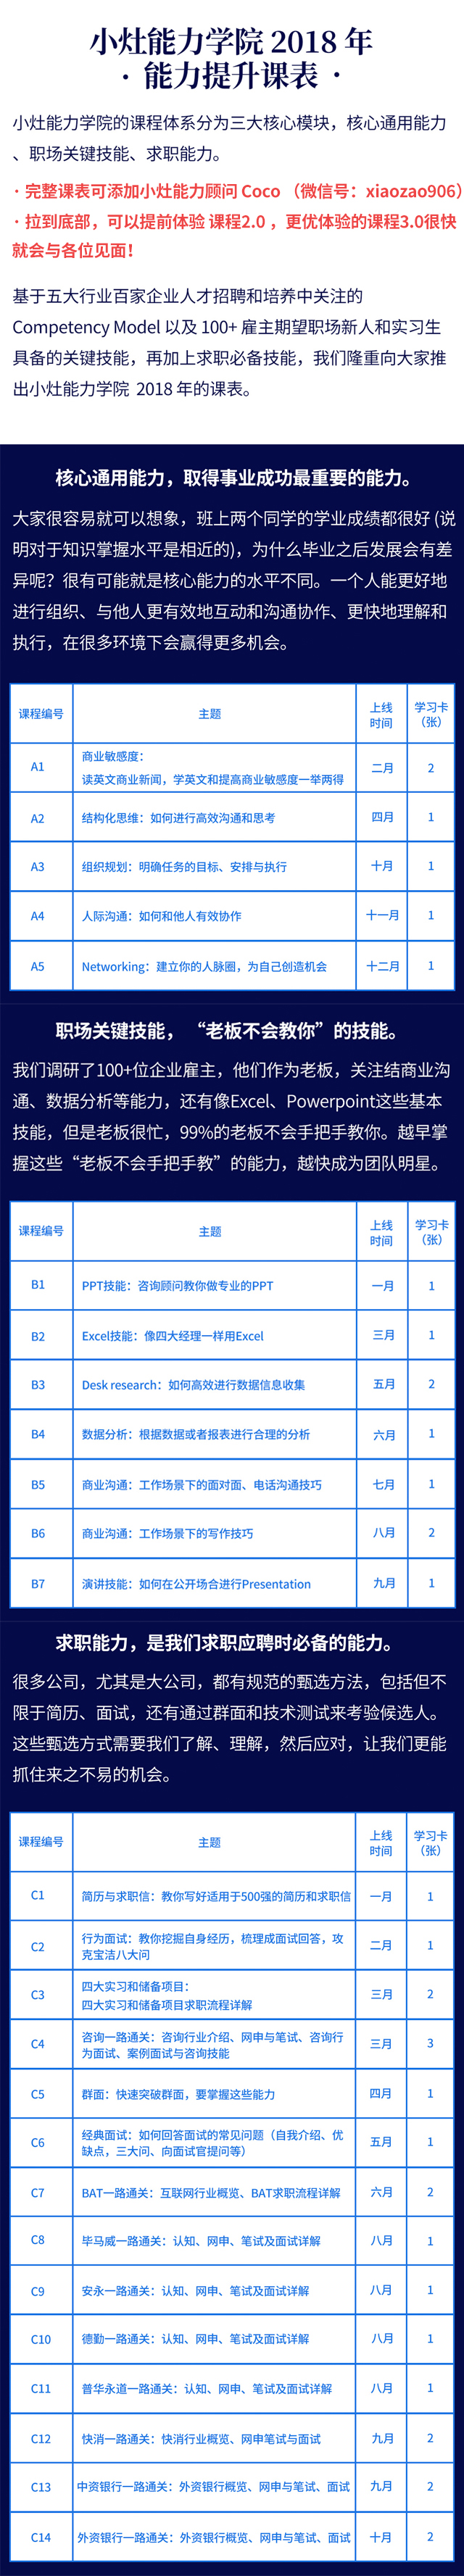 小灶能力学院 2018 年
· 能力提升课表 ·
小灶能力学院的课程体系分为三大核心模块，核心通用能力
、职场关键技能、求职能力。
· 完整课表可添加小灶能力顾问 Coco （微信号：xiaozao906）
· 拉到底部，可以提前体验 课程2.0 ，更优体验的课程3.0很快
就会与各位见面！
基于五大行业百家企业人才招聘和培养中关注的
Competency Model 以及 100+ 雇主期望职场新人和实习生
具备的关键技能，再加上求职必备技能，我们隆重向大家推
出小灶能力学院 2018 年的课表。
核心通用能力，取得事业成功最重要的能力。
大家很容易就可以想象，班上两个同学的学业成绩都很好 (说
明对于知识掌握水平是相近的)，为什么毕业之后发展会有差
异呢？很有可能就是核心能力的水平不同。一个人能更好地
进行组织、与他人更有效地互动和沟通协作、更快地理解和
执行，在很多环境下会赢得更多机会。
课程编号 主题 上线时间 学习卡（张）
A1 商业敏感度：
读英文商业新闻，学英文和提高商业敏感度一举两得 二月 2
A2 结构化思维：如何进行高效沟通和思考 四月 1
A3 组织规划：明确任务的目标、安排与执行 十月 1
A4 人际沟通：如何和他人有效协作 十一月 1
A5 Networking：建立你的人脉圈，为自己创造机会 十二月 1
职场关键技能，“老板不会教你”的技能。
我们调研了100+位企业雇主，他们作为老板，关注结商业沟
通、数据分析等能力，还有像Excel、Powerpoint这些基本
技能，但是老板很忙，99%的老板不会手把手教你。越早掌
握这些“老板不会手把手教”的能力，越快成为团队明星。
课程编号 主题 上线时间 学习卡（张）
B1 PPT技能：咨询顾问教你做专业的PPT 一月 1
B2 Excel技能：像四大经理一样用Excel 三月 1
B3 Desk research：如何高效进行数据信息收集 五月 2
B4 数据分析：根据数据或者报表进行合理的分析 六月 1
B5 商业沟通：工作场景下的面对面、电话沟通技巧 七月 1
B6 商业沟通：工作场景下的写作技巧 八月 2
B7 演讲技能：如何在公开场合进行Presentation 九月 1
求职能力，是我们求职应聘时必备的能力。
很多公司，尤其是大公司，都有规范的甄选方法，包括但不
限于简历、面试，还有通过群面和技术测试来考验候选人。
这些甄选方式需要我们了解、理解，然后应对，让我们更能
抓住来之不易的机会。
课程编号 主题 上线时间 学习卡（张）
C1 简历与求职信：教你写好适用于500强的简历和求职信 一月 1
C2 行为面试：教你挖掘自身经历，梳理成面试回答，攻
克宝洁八大问 二月 1
C3 四大实习和储备项目：
四大实习和储备项目求职流程详解 三月 2
C4 咨询一路通关：咨询行业介绍、网申与笔试、咨询行
为面试、案例面试与咨询技能 三月 3
C5 群面：快速突破群面，要掌握这些能力 四月 1
C6 经典面试：如何回答面试的常见问题（自我介绍、优
缺点，三大问、向面试官提问等） 五月 1
C7 BAT一路通关：互联网行业概览、BAT求职流程详解 六月 2
C8 毕马威一路通关：认知、网申、笔试及面试详解 八月 1
C9 安永一路通关：认知、网申、笔试及面试详解 八月 1
C10 德勤一路通关：认知、网申、笔试及面试详解 八月 1
C11 普华永道一路通关：认知、网申、笔试及面试详解 八月 1
C12 快消一路通关：快消行业概览、网申笔试与面试 九月 2
C13 中资银行一路通关：外资银行概览、网申与笔试、面试 九月 2
C14 外资银行一路通关：外资银行概览、网申与笔试、面试 十月 2